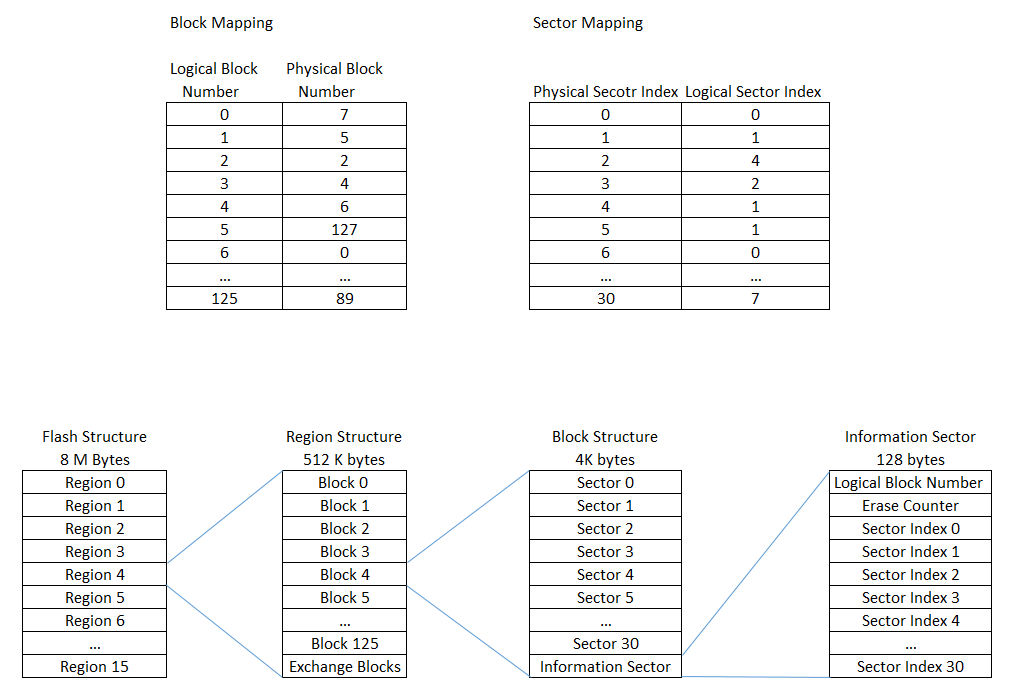 Block Mapping
Sector Mapping
Logical Block Physical Block
Number Number
Physical Secotr Index Logical Sector Index
0 7
1 5
2 2
3 4
4 6
5 127
6 0
... ...
125 89
0 0
1 1
2 4
3 2
4 1
5 1
6 0
... ...
30 7
Flash Structure
8 M Bytes
Region 0
Region 1
Region 2
Region 3
Region 4
Region 5
Region 6
...
Region 15
Region Structure
512 K bytes
Block 0
Block 1
Block 2
Block 3
Block 4
Block 5
...
Block 125
Exchange Blocks
Block Structure
4K bytes
Sector 0
Sector 1
Sector 2
Sector 3
Sector 4
Sector 5
...
Sector 30
Information Sector
Information Sector
128 bytes
Logical Block Number
Erase Counter
Sector Index 0
Sector Index 1
Sector Index 2
Sector Index 3
Sector Index 4
...
Sector Index 30